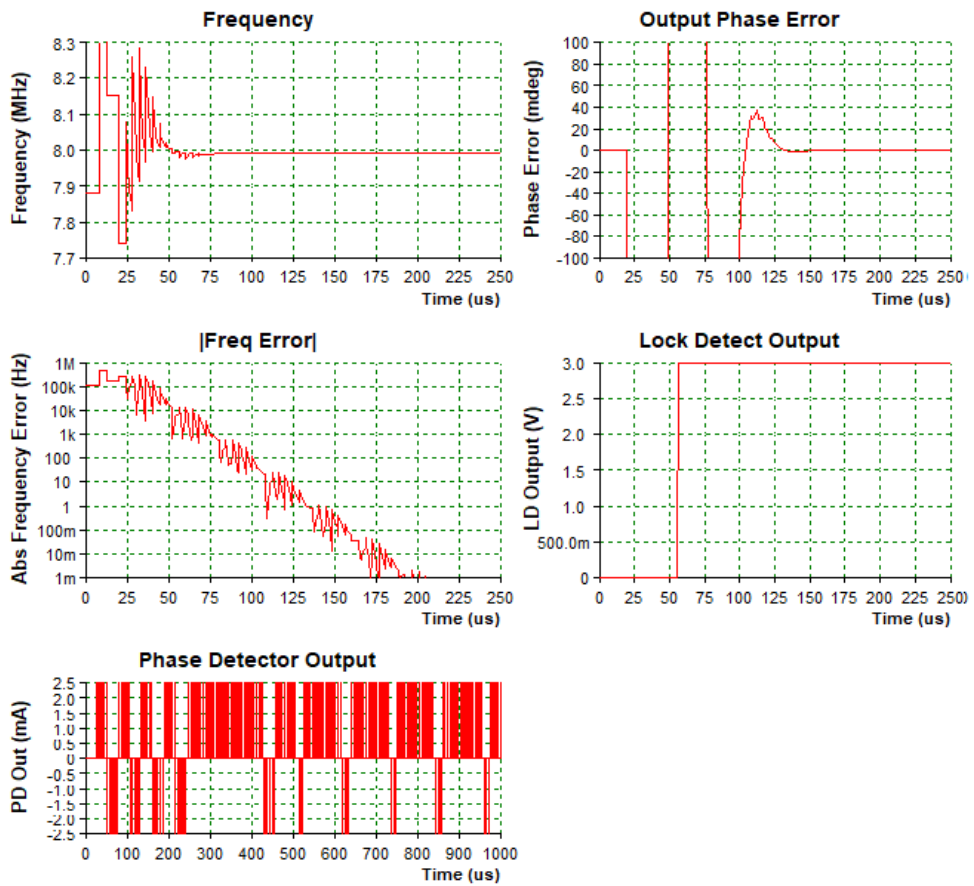 Frequency
8.3
8.2
8.1
8.0
7.9
7.8
7.7
Frequency (MHz)
0 25 50 75 100 125 150 175 200 225 250
Time (us)
Output Phase Error
100
80
60
40
20
0
-20
-40
-60
-80
-100
Phase Error (mdeg)
0 25 50 75 100 125 150 175 200 225 250
Time (us)
|Freq Error|
1M
100k
10k
1k
100
10
1
100m
10m
1m
Abs Frequency Error (Hz)
0 25 50 75 100 125 150 175 200 225 250
Time (us)
Lock Detect Output
3.0
2.5
2.0
1.5
1.0
500.0m
0
LD Output (V)
0 25 50 75 100 125 150 175 200 225 250
Time (us)
Phase Detector Output
2.5
2.0
1.5
1.0
0.5
0
-0.5
-1.0
-1.5
-2.0
-2.5
PD Out (mA)
0 100 200 300 400 500 600 700 800 900 1000
Time (us)